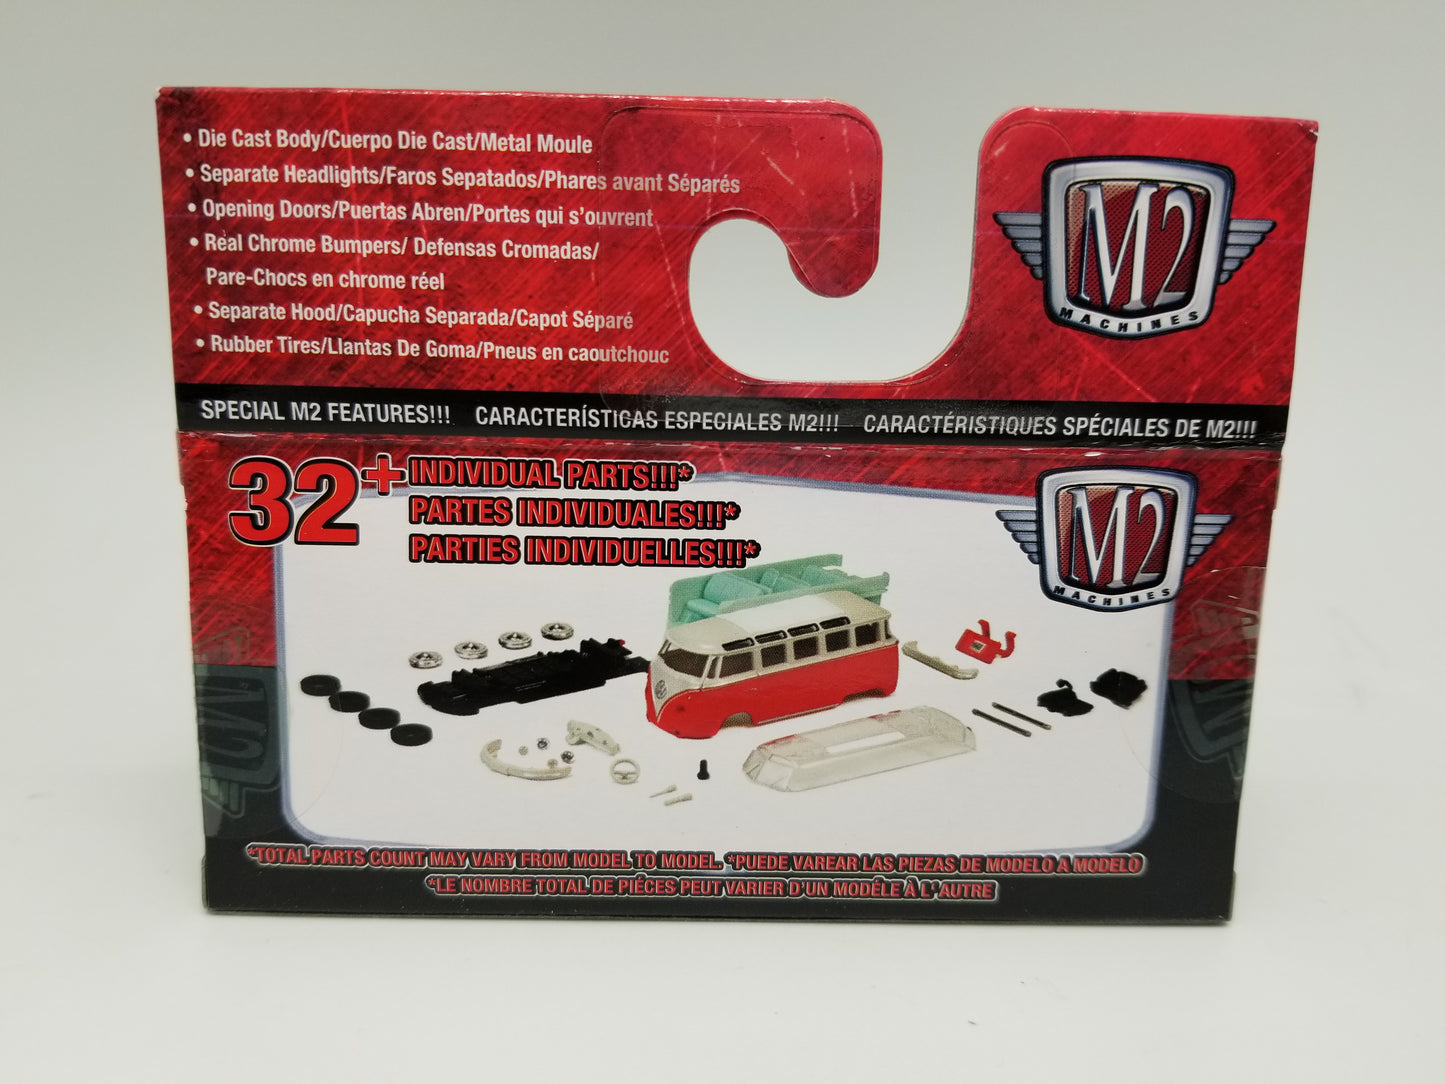 • Die Cast Body/Cuerpo Die Cast/Metal Moule
• Separate Headlights/Faros Sepatados/Phares avant Séparés
• Opening Doors/Puertas Abren/Portes qui s'ouvrent
• Real Chrome Bumpers/ Defensas Cromadas/
Pare-Chocs en chrome réel
• Separate Hood/Capucha Separada/Capot Séparé
• Rubber Tires/Llantas De Goma/Pneus en caoutchouc
M2
MACHINES
SPECIAL M2 FEATURES!!! CARACTERÍSTICAS ESPECIALES M2!!! CARACTÉRISTIQUES SPÉCIALES DE M2!!!
32+ INDIVIDUAL PARTS!!!*
PARTES INDIVIDUALES!!!*
PARTIES INDIVIDUELLES!!!*
M2
MACHINES
*TOTAL PARTS COUNT MAY VARY FROM MODEL TO MODEL. *PUEDE VAREAR LAS PIEZAS DE MODELO A MODELO
*LE NOMBRE TOTAL DE PIÉCES PEUT VARIER D'UN MODÉLE À L'AUTRE